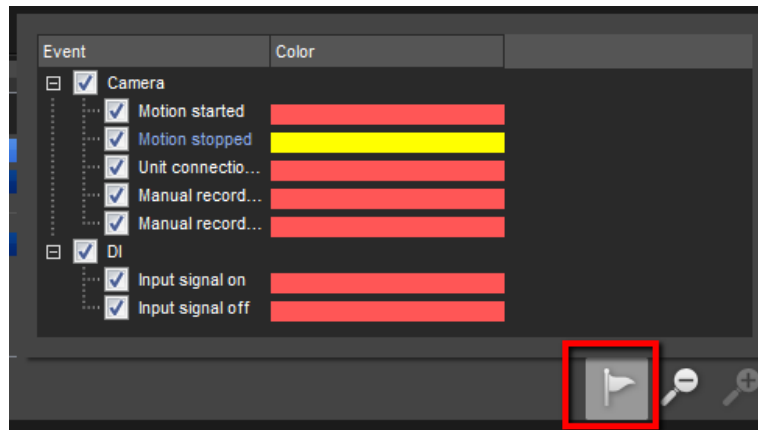 Event Color
Camera
Motion started
Motion stopped
Unit connectio...
Manual record...
Manual record...
DI
Input signal on
Input signal off